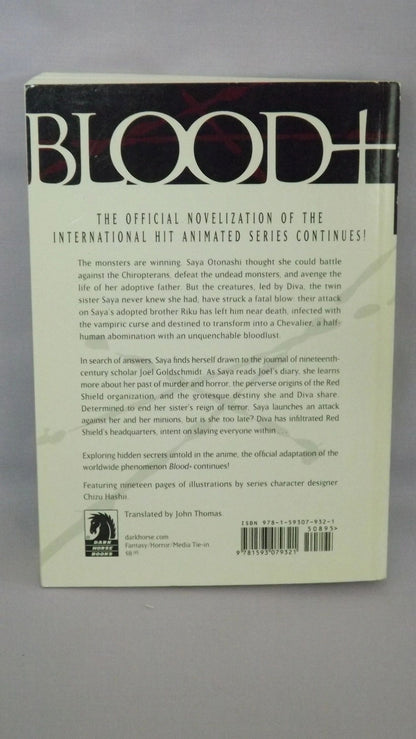 BLOOD+
THE OFFICIAL NOVELIZATION OF THE
INTERNATIONAL HIT ANIMATED SERIES CONTINUES!
The monsters are winning. Saya Otonashi thought she could battle
against the Chiropterans, defeat the undead monsters, and avenge the
life of her adoptive father. But the creatures, led by Diva, the twin
sister Saya never knew she had, have struck a fatal blow: their attack
on Saya's adopted brother Riku has left him near death, infected with
the vampiric curse and destined to transform into a Chevalier, a half-
human abomination with an unquenchable bloodlust.
In search of answers, Saya finds herself drawn to the journal of nineteenth-
century scholar Joel Goldschmidt. As Saya reads Joel's diary, she learns
more about her past of murder and horror, the perverse origins of the Red
Shield organization, and the grotesque destiny she and Diva share.
Determined to end her sister's reign of terror, Saya launches an attack
against her and her minions, but is she too late? Diva has infiltrated Red
Shield's headquarters, intent on slaying everyone within . . .
Exploring hidden secrets untold in the anime, the official adaptation of the
worldwide phenomenon Blood+ continues!
Featuring nineteen pages of illustrations by series character designer
Chizu Hashii.
Translated by John Thomas
DARK
HORSE
BOOKS
darkhorse.com
Fantasy/Horror/Media Tie-in
$8.95
ISBN 978-1-59307-932-1
50895>
9 781593 079321